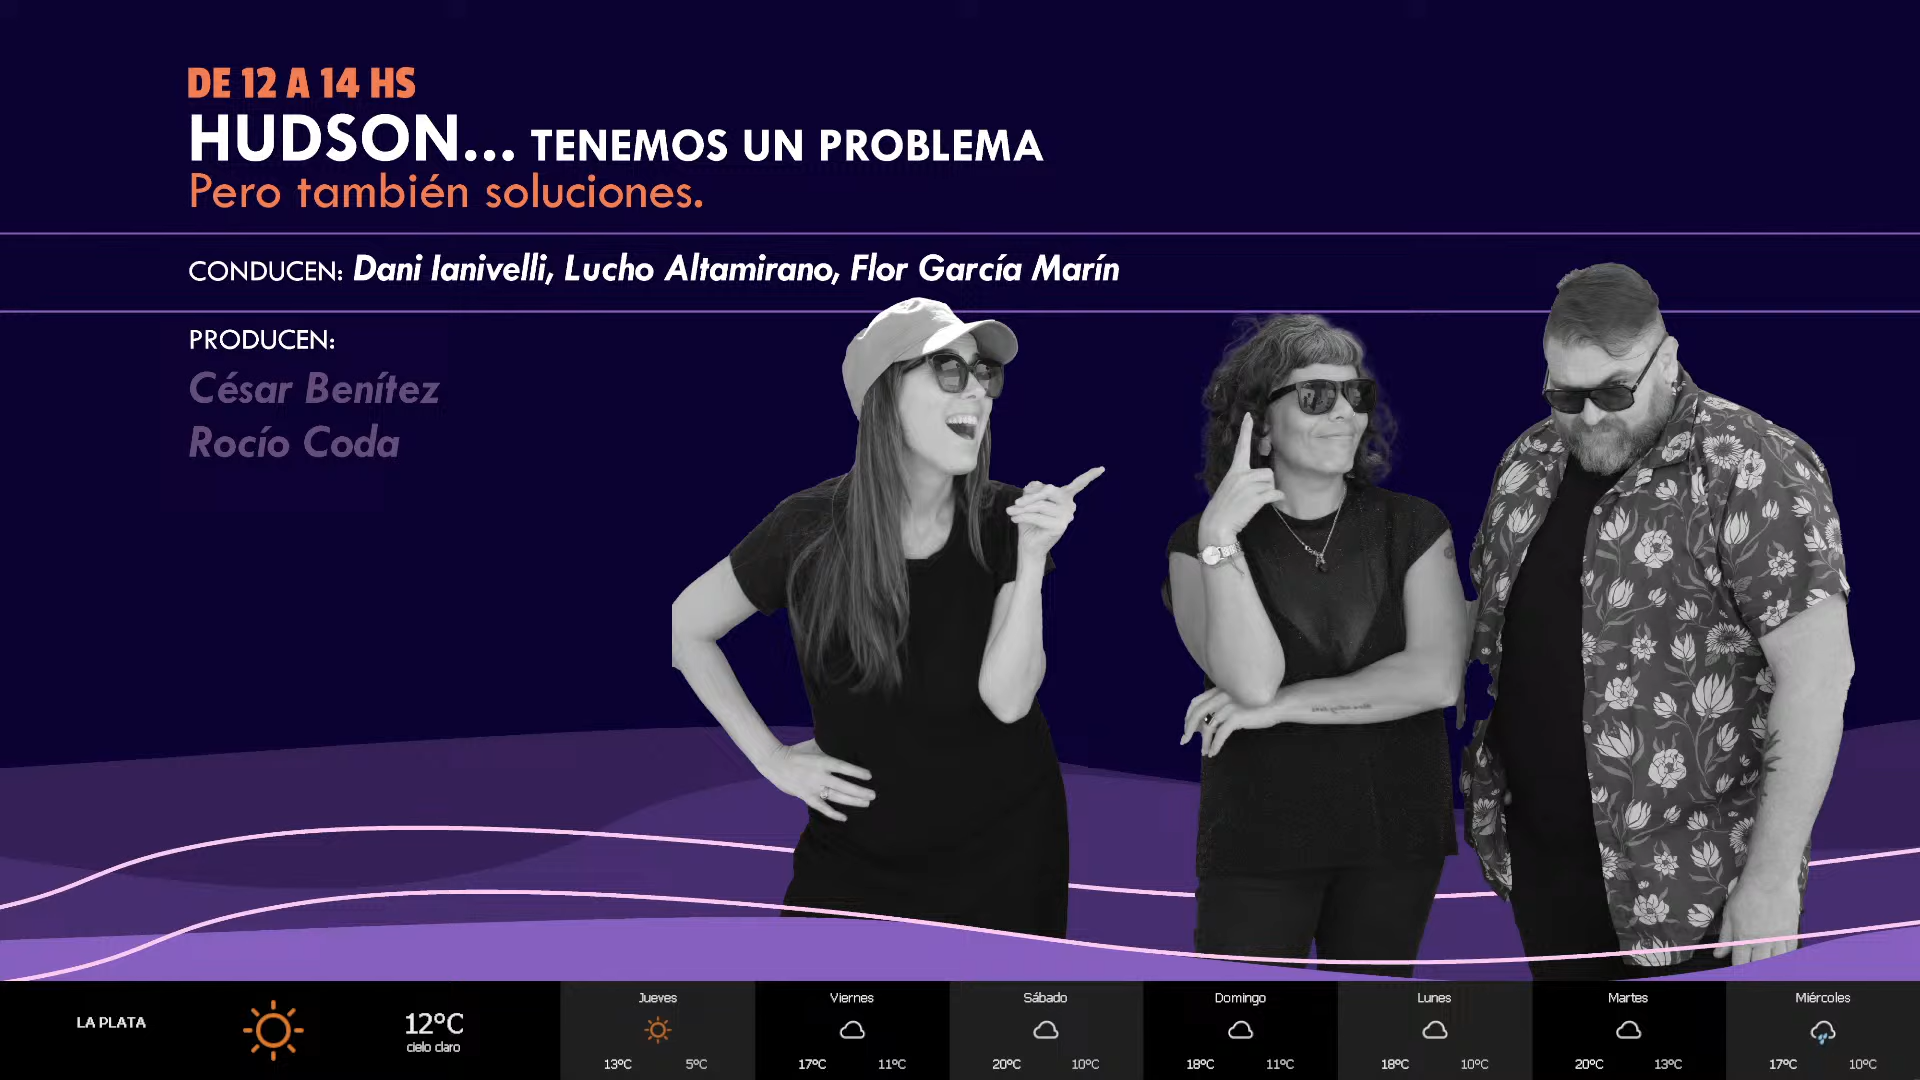 DE 12 A 14 HS
HUDSON... TENEMOS UN PROBLEMA
Pero también soluciones.
CONDUCEN: Dani Ianivelli, Lucho Altamirano, Flor García Marín
PRODUCEN:
César Benítez
Rocío Coda
LA PLATA
12°C
cielo claro
Jueves
13°C 5°C
Viernes
17°C 11°C
Sábado
20°C 10°C
Domingo
18°C 11°C
Lunes
18°C 10°C
Martes
20°C 13°C
Miércoles
17°C 10°C